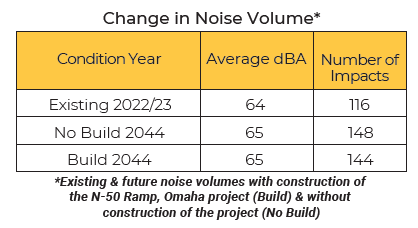 Change in Noise Volume*
Condition Year Average dBA Number of Impacts
Existing 2022/23 64 116
No Build 2044 65 148
Build 2044 65 144
*Existing & future noise volumes with construction of
the N-50 Ramp, Omaha project (Build) & without
construction of the project (No Build)